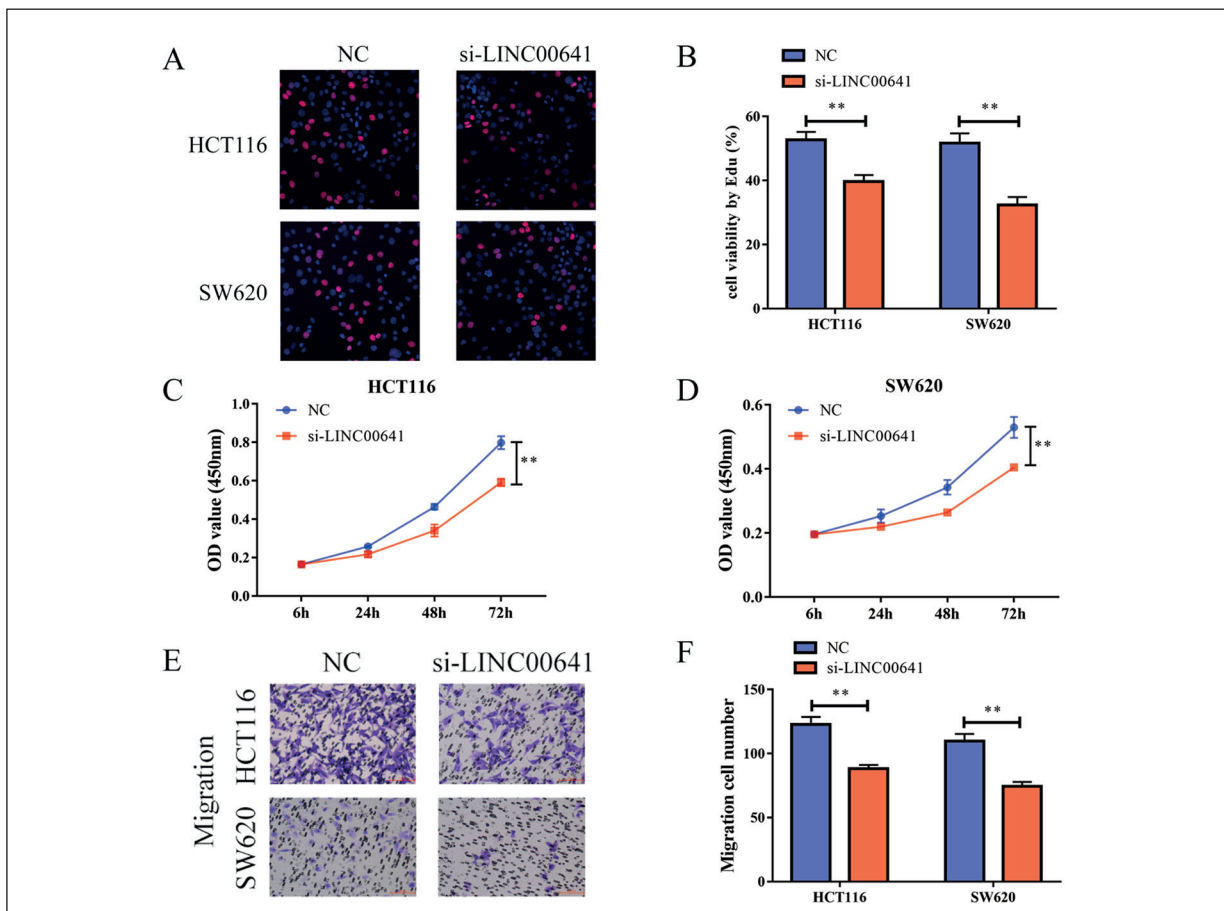 A
NC
si-LINC00641
HCT116
SW620
B
NC
si-LINC00641
**
**
cell viability by Edu (%)
60
40
20
0
HCT116
SW620
C
HCT116
NC
si-LINC00641
**
OD value (450nm)
1.0
0.8
0.6
0.4
0.2
0.0
6h 24h 48h 72h
D
SW620
NC
si-LINC00641
**
OD value (450nm)
0.6
0.4
0.2
0.0
6h 24h 48h 72h
E
NC
si-LINC00641
Migration
HCT116
SW620
F
NC
si-LINC00641
**
**
Migration cell number
150
100
50
0
HCT116
SW620